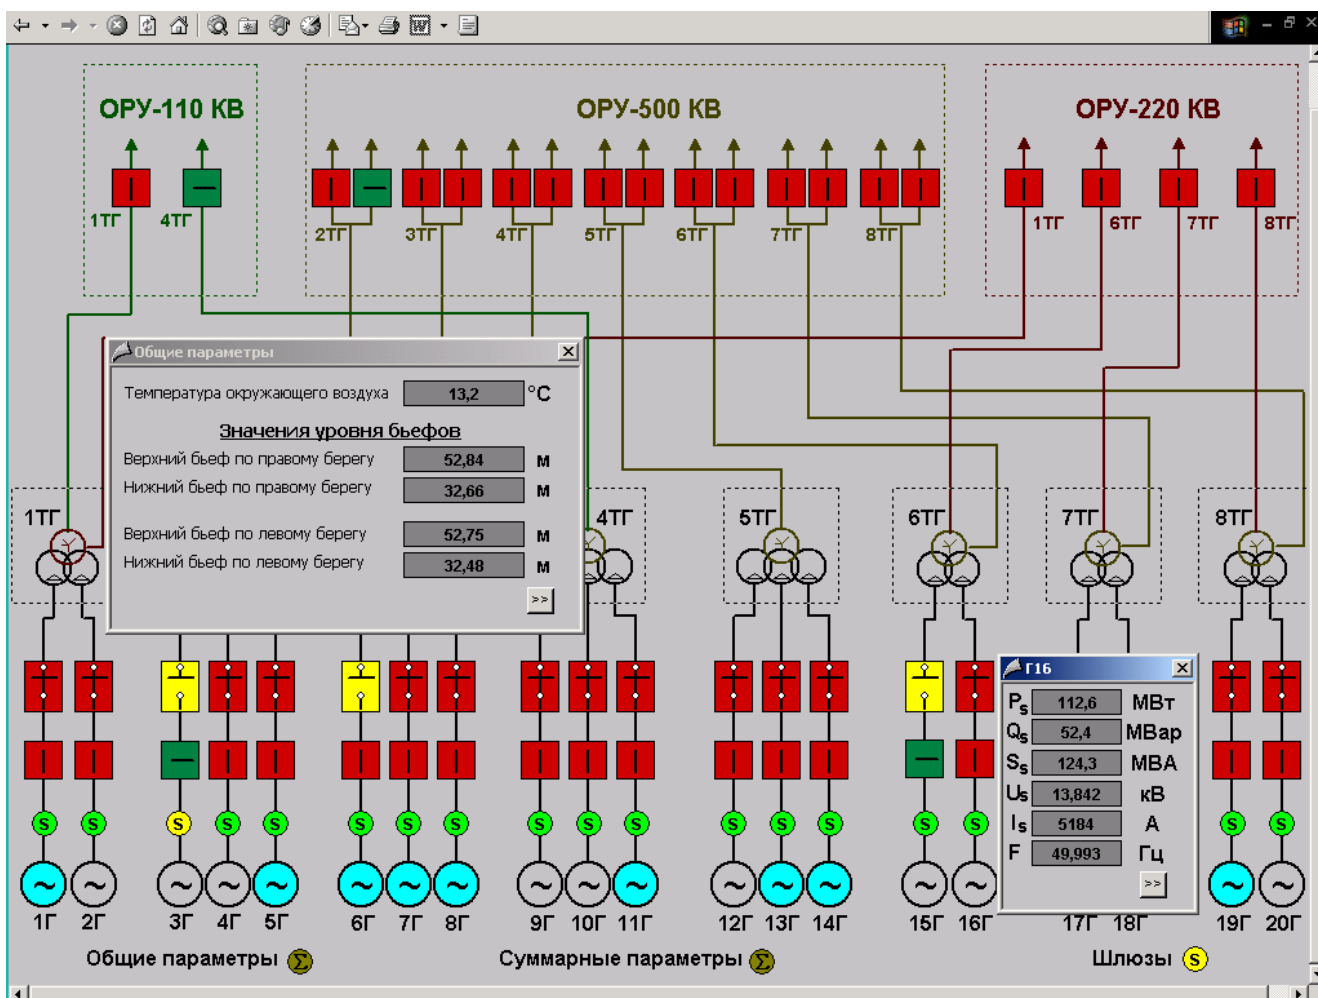 ОРУ-110 КВ ОРУ-500 КВ ОРУ-220 КВ
1ТГ 4ТГ 2ТГ 3ТГ 4ТГ 5ТГ 6ТГ 7ТГ 8ТГ 1ТГ 6ТГ 7ТГ 8ТГ
Общие параметры
Температура окружающего воздуха 13,2 °C
Значения уровня бьефов
Верхний бьеф по правому берегу 52,84 м
Нижний бьеф по правому берегу 32,66 м
Верхний бьеф по левому берегу 52,75 м
Нижний бьеф по левому берегу 32,48 м
>>
1ТГ 4ТГ 5ТГ 6ТГ 7ТГ 8ТГ
Г16
Ps 112,6 МВт
Qs 52,4 МВар
Ss 124,3 МВА
Us 13,842 кВ
Is 5184 А
F 49,993 Гц
>>
S S S S S S S S S S S S S S S S S S
1Г 2Г 3Г 4Г 5Г 6Г 7Г 8Г 9Г 10Г 11Г 12Г 13Г 14Г 15Г 16Г 17Г 18Г 19Г 20Г
Общие параметры Σ Суммарные параметры Σ Шлюзы S